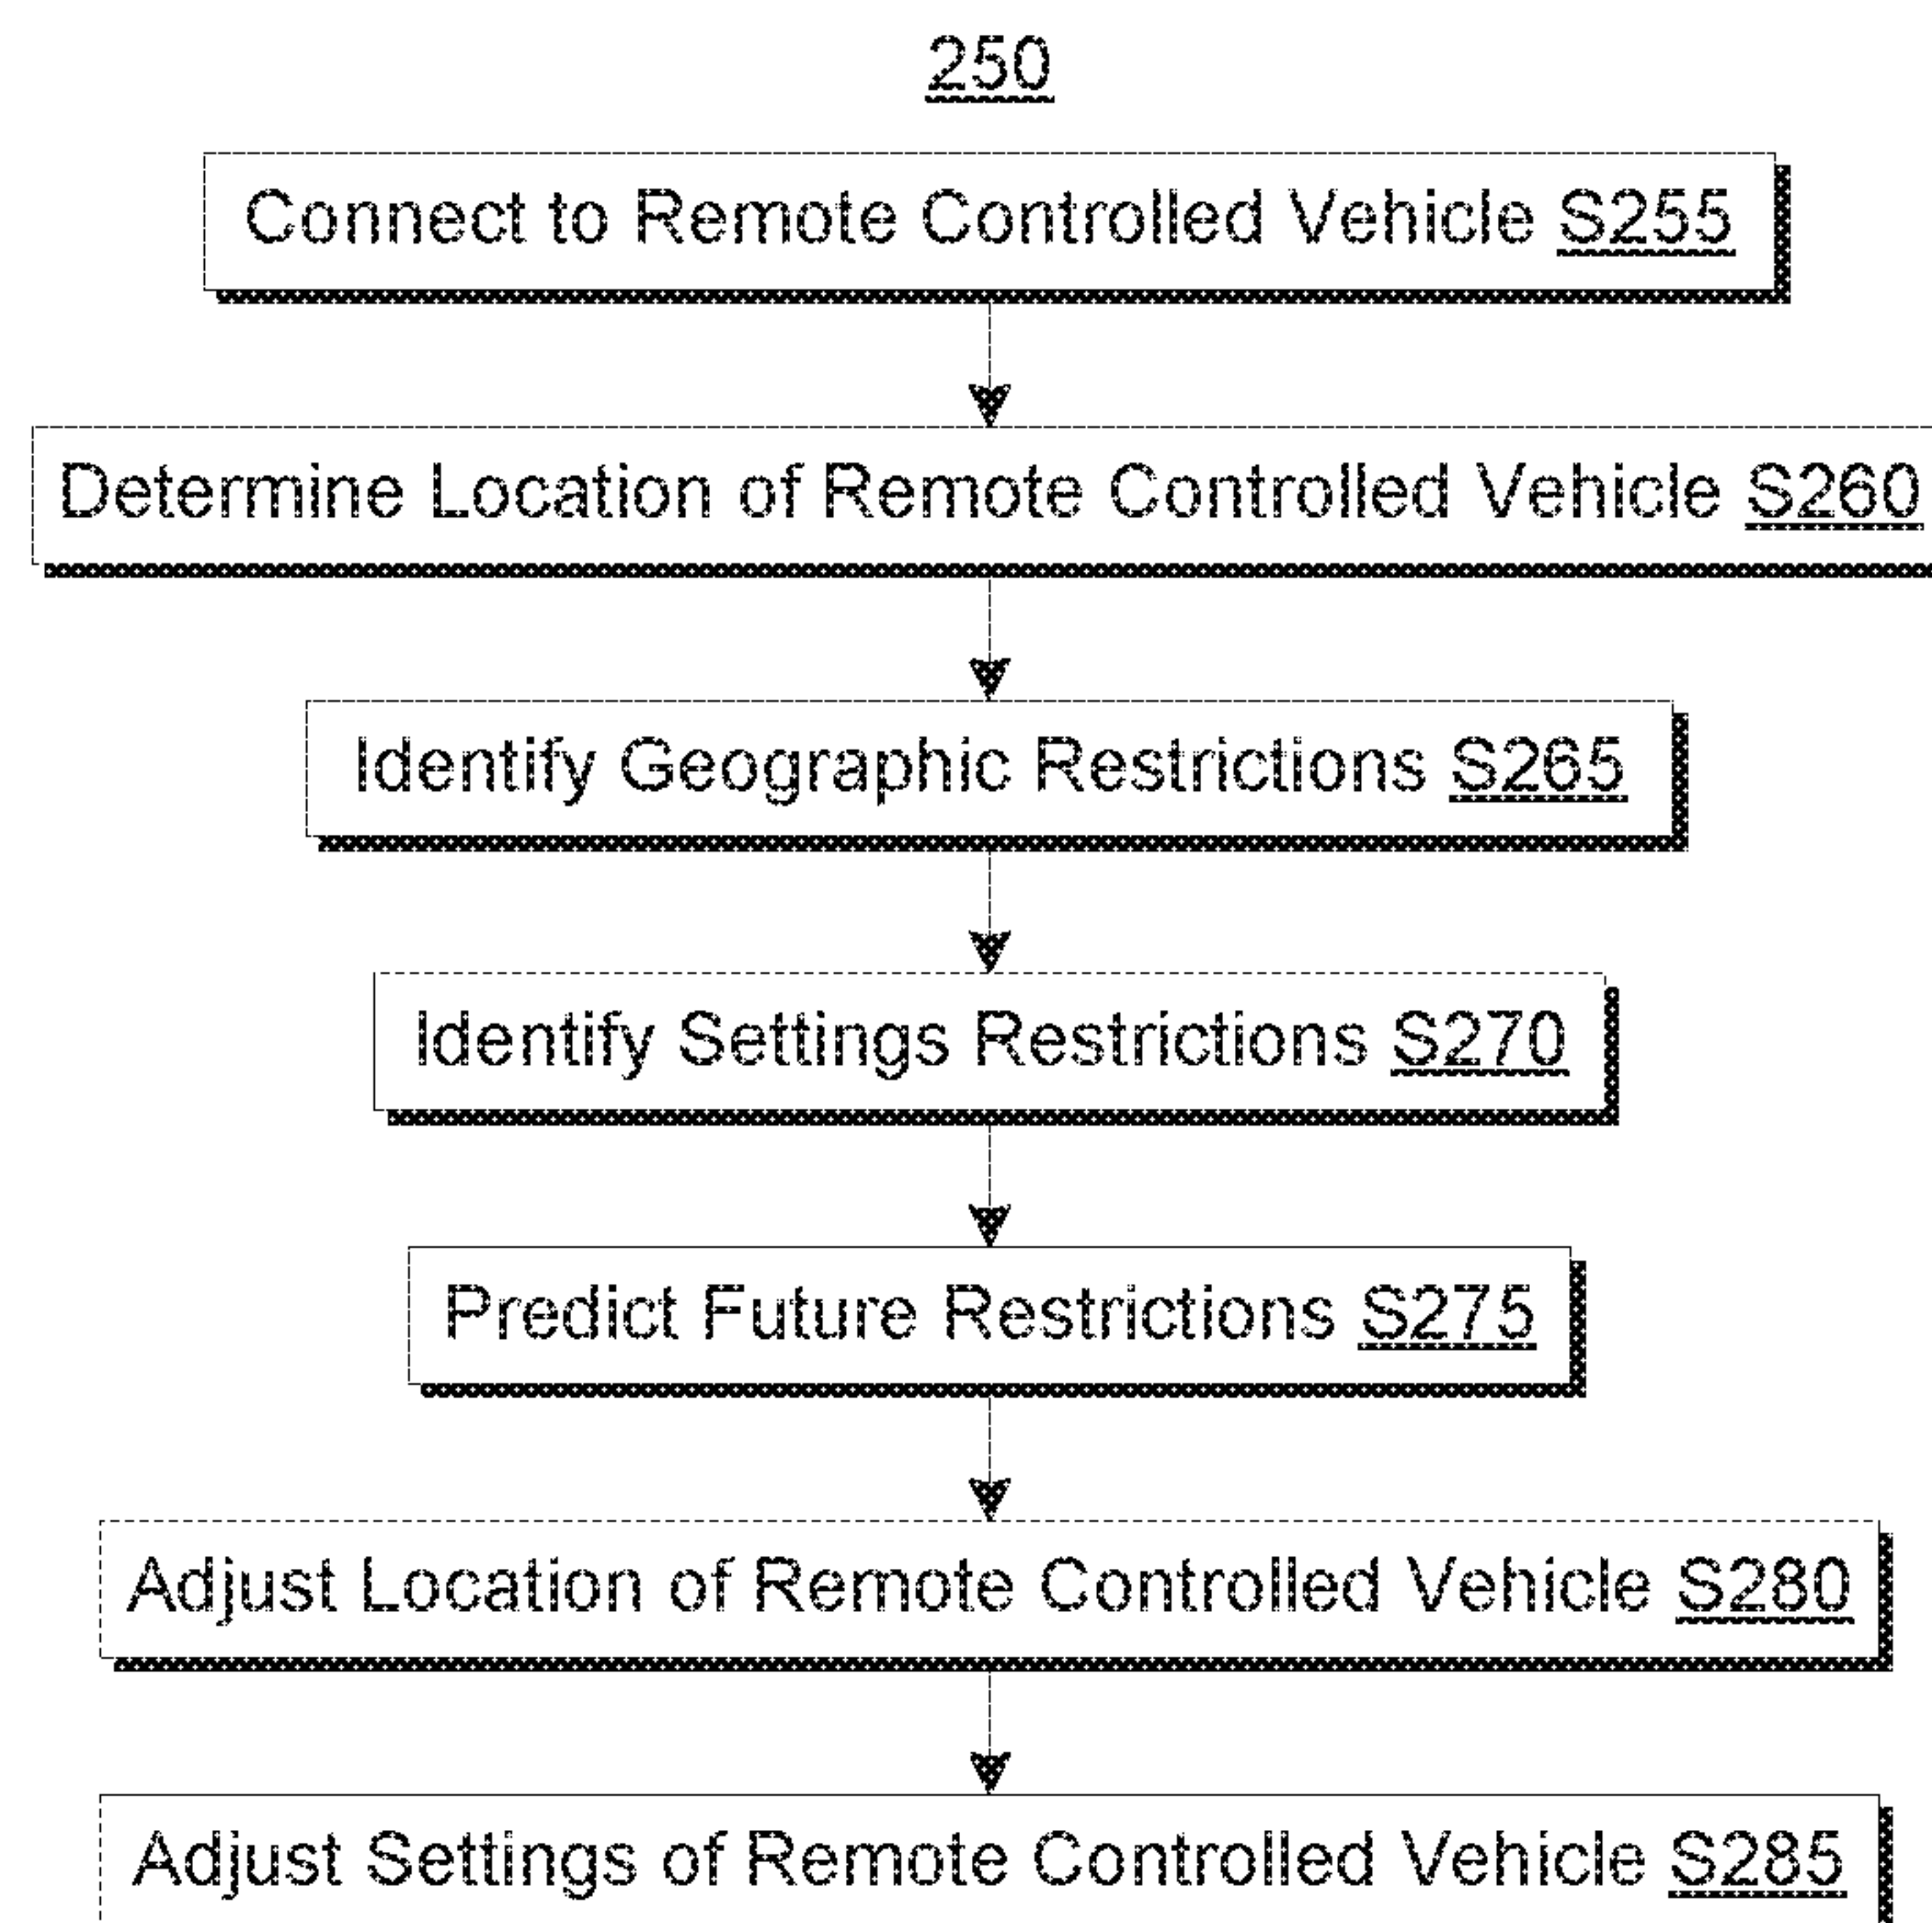 250
Connect to Remote Controlled Vehicle S255
Determine Location of Remote Controlled Vehicle S260
Identify Geographic Restrictions S265
Identify Settings Restrictions S270
Predict Future Restrictions S275
Adjust Location of Remote Controlled Vehicle S280
Adjust Settings of Remote Controlled Vehicle S285